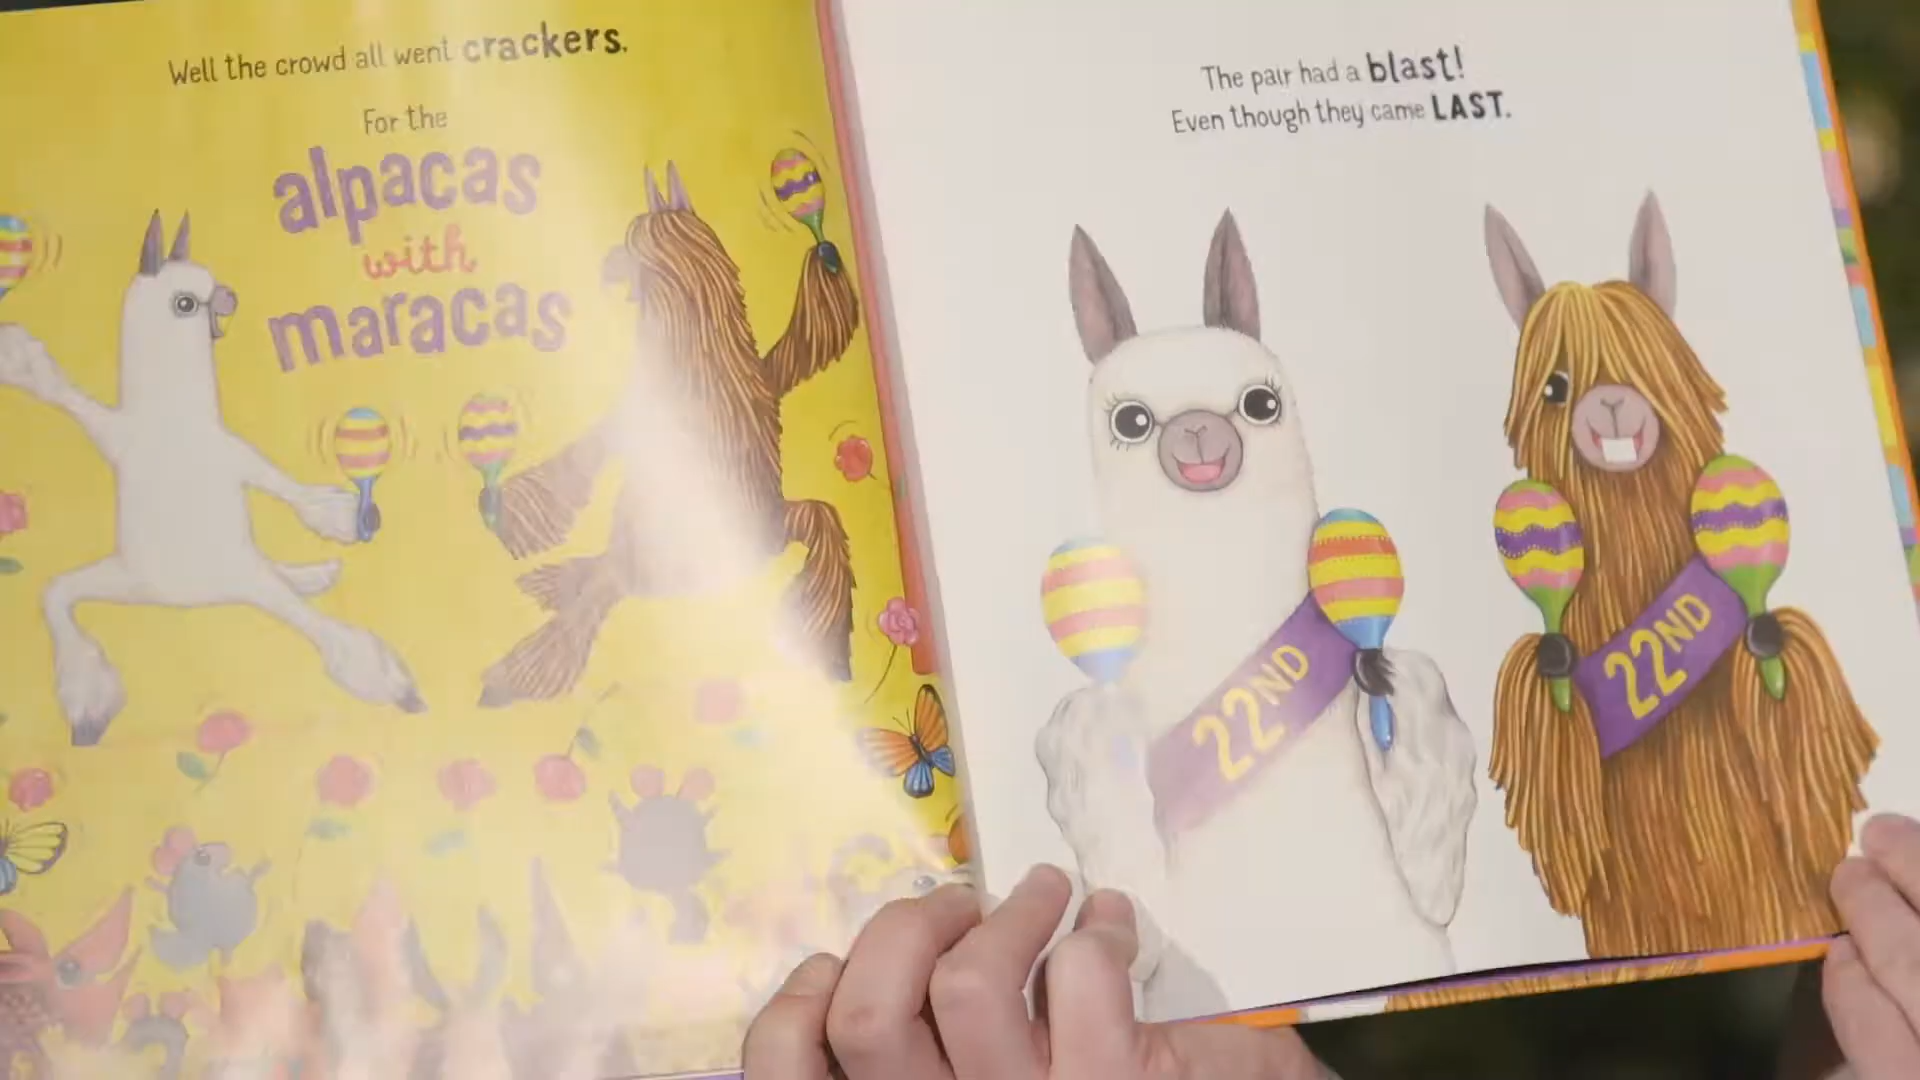 Well the crowd all went crackers.
For the
alpacas
with
maracas
The pair had a blast!
Even though they came LAST.
22ND
22ND